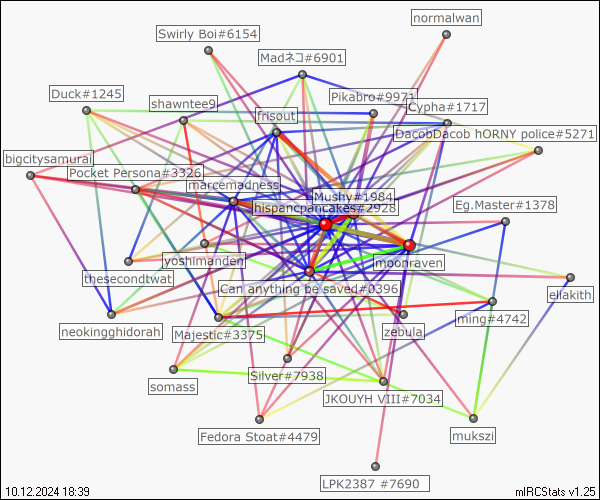 normalwan
Swirly Boi#6154
Madネコ#6901
Duck#1245
Pikabro#9971
shawntee9
Cypha#1717
frisout
DacobDacob hORNY police#5271
bigcitysamurai
Pocket Persona#3326
marcemadness
Mushy#1984
hispancpancakes#2928
Eg.Master#1378
yoshimanden
moonraven
thesecondtwat
Can anything be saved#0396
eliakith
neokingghidorah
Majestic#3375
zebula
ming#4742
somass
Silver#7938
JKOUYH VIII#7034
Fedora Stoat#4479
mukszi
LPK2387 #7690
10.12.2024 18:39
mIRCStats v1.25